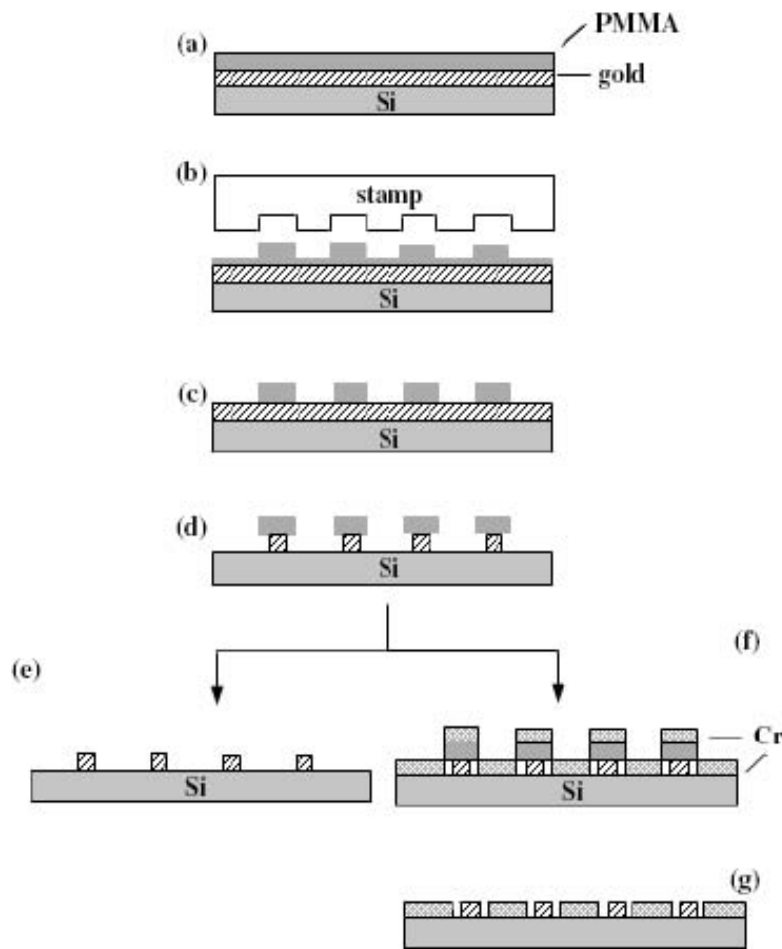 (a)
PMMA
gold
Si
(b)
stamp
Si
(c)
Si
(d)
Si
(e)
(f)
Cr
Si
Si
(g)